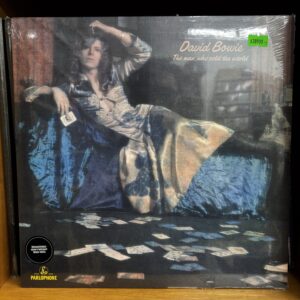 David Bowie
The man who sold the world
PARLOPHONE